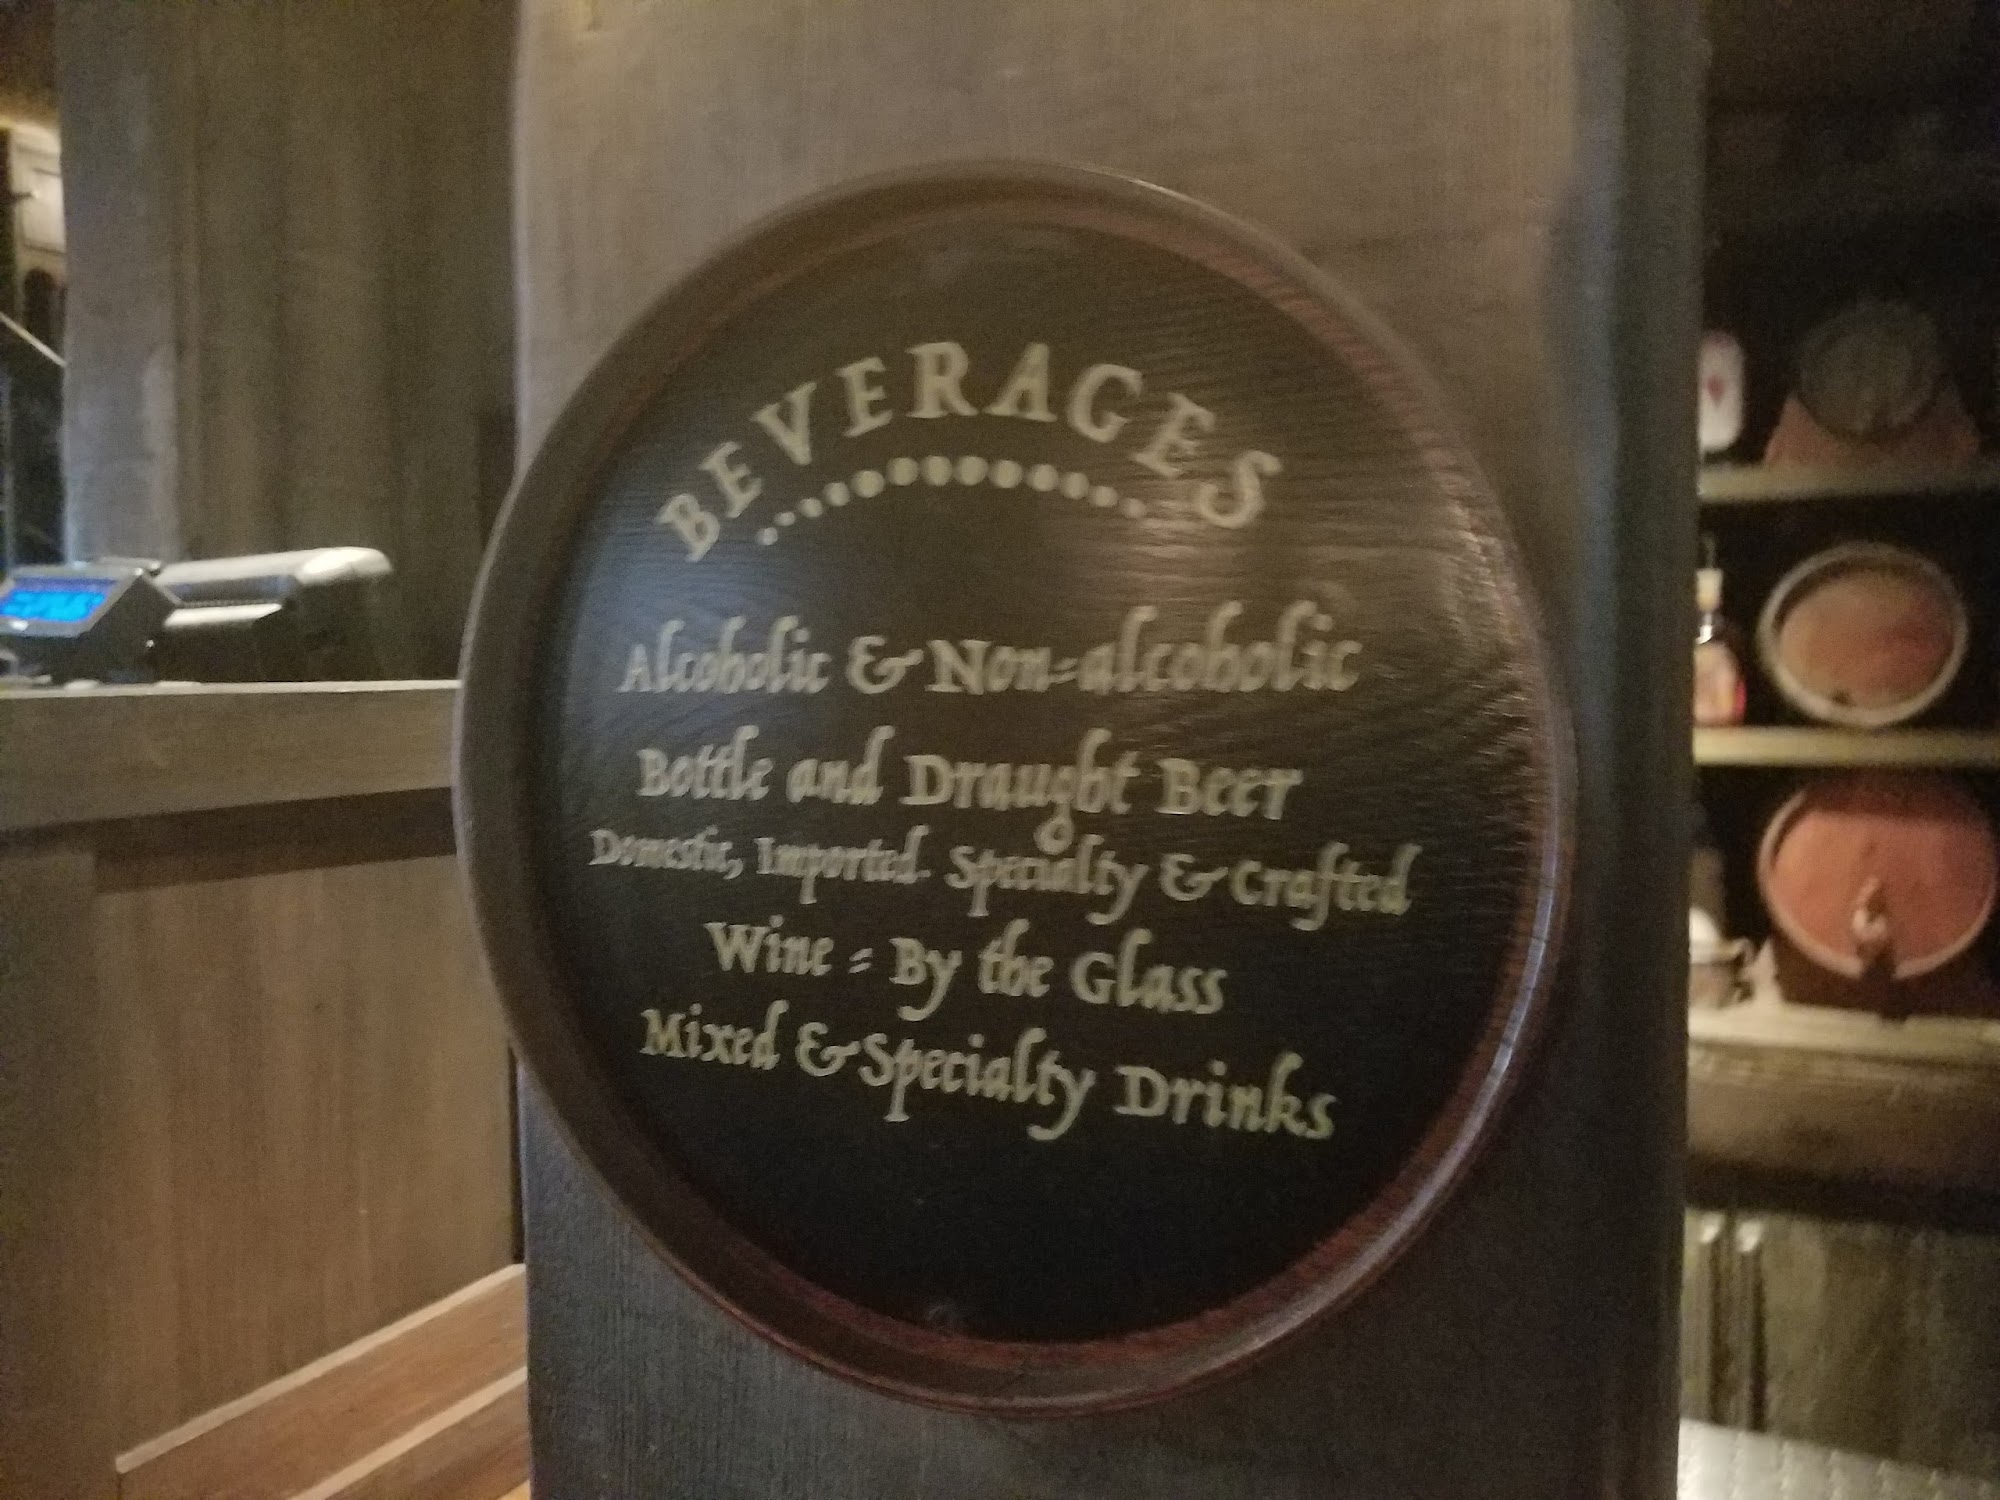 BEVERAGES
Alcoholic & Non-alcoholic
Bottle and Draught Beer
Domestic, Imported. Specialty & Crafted
Wine - By the Glass
Mixed & Specialty Drinks